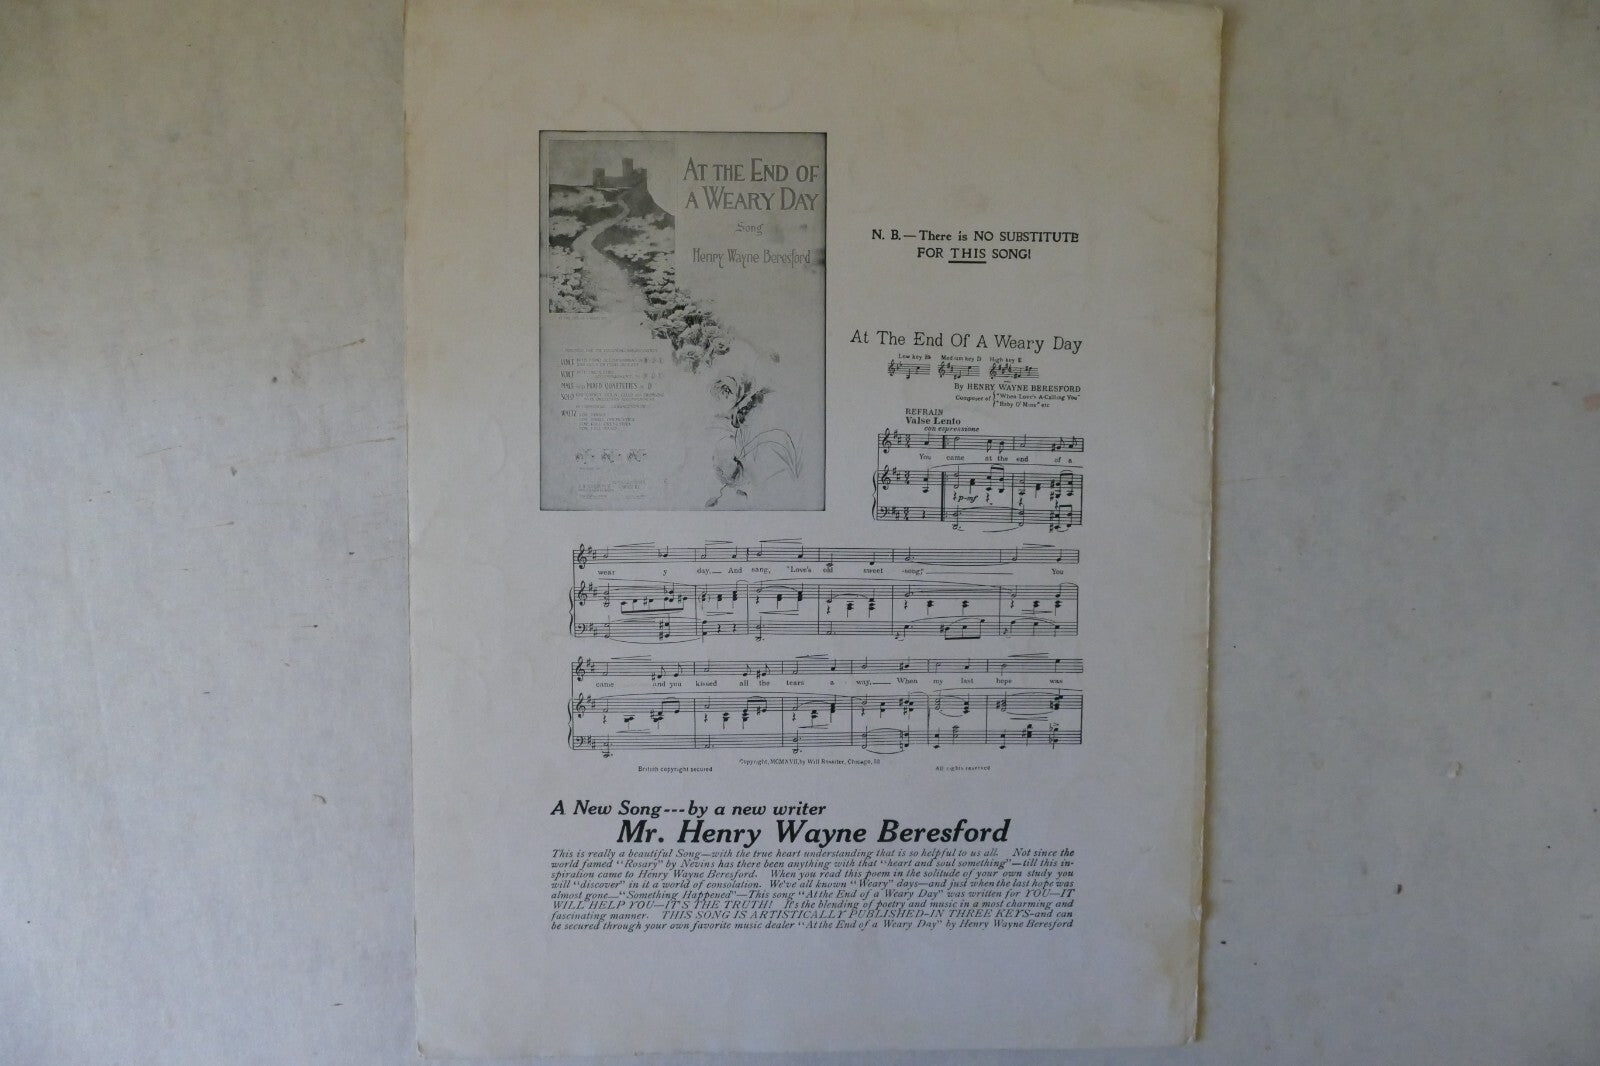 AT THE END OF
A WEARY DAY
Song
Henry Wayne Beresford
MALE and MIXED QUARTETTES in D
N. B.—There is NO SUBSTITUTE
FOR THIS SONG!
At The End Of A Weary Day
Low key B♭ Medium key D High key E
By HENRY WAYNE BERESFORD
Composer of "When Love's A-Calling You"
"Baby O' Mine" etc
REFRAIN
Valse Lento
con espressione
You came at the end of a
p-mf
wear y day, And sang, "Love's old sweet song," You
came and you kissed all the tears a - way, When my last hope was
Copyright, MCMXVII, by Will Rossiter, Chicago, Ill
British copyright secured All rights reserved
A New Song---by a new writer
Mr. Henry Wayne Beresford
This is really a beautiful Song—with the true heart understanding that is so helpful to us all. Not since the
world famed "Rosary" by Nevins has there been anything with that "heart and soul something"—till this in-
spiration came to Henry Wayne Beresford. When you read this poem in the solitude of your own study you
will "discover" in it a world of consolation. We've all known "Weary" days—and just when the last hope was
almost gone—"Something Happened"—This song "At the End of a Weary Day" was written for YOU—IT
WILL HELP YOU—IT'S THE TRUTH! It's the blending of poetry and music in a most charming and
fascinating manner. THIS SONG IS ARTISTICALLY PUBLISHED-IN THREE KEYS-and can
be secured through your own favorite music dealer "At the End of a Weary Day" by Henry Wayne Beresford